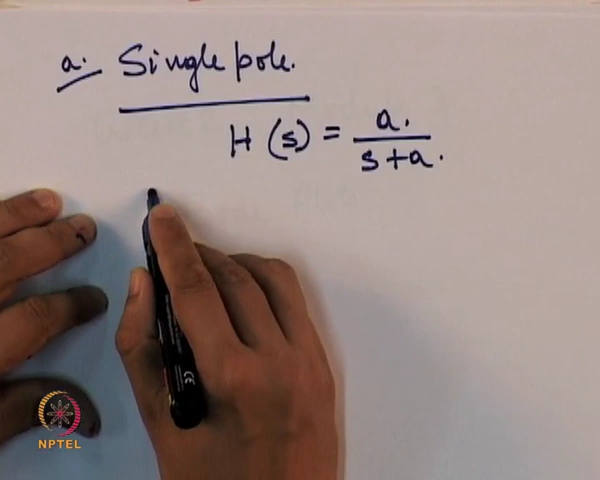 a. Single pole.
H(s) = a. / s+a.
NPTEL